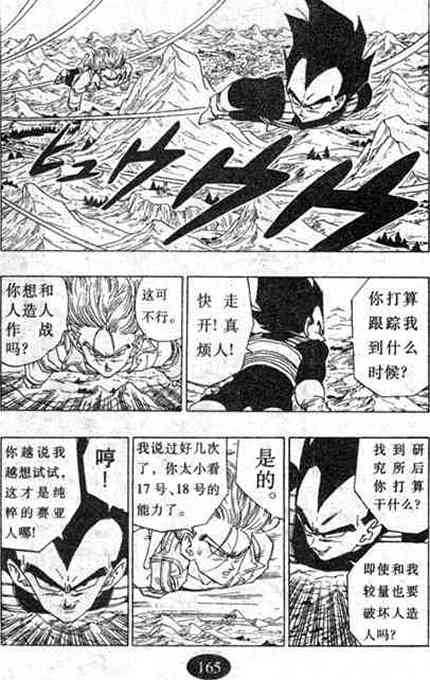 ビュウウウ
你打算
跟踪我
到什么
时候?
快走
开!真
烦人!
这可
不行。
你想和
人造人
作战
吗?
找到研
究所后
你打算
干什么?
即使和我
较量也要
破坏人造
人吗?
是的。
我说过好几次
了,你太小看
17号、18号的
能力了。
哼!
你越说我
越想试试,
这才是纯
粹的赛亚
人哪!
165